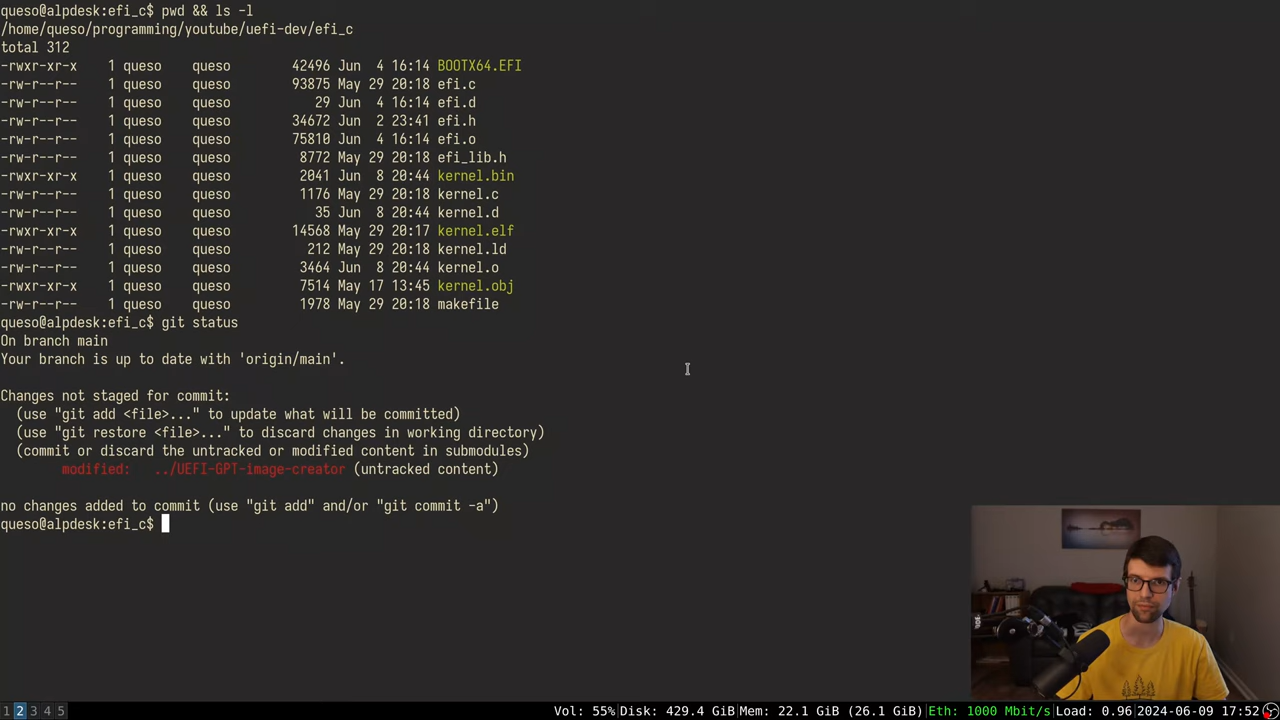 queso@alpdesk:efi_c$ pwd && ls -l
/home/queso/programming/youtube/uefi-dev/efi_c
total 312
-rwxr-xr-x    1 queso    queso        42496 Jun  4 16:14 BOOTX64.EFI
-rw-r--r--    1 queso    queso        93875 May 29 20:18 efi.c
-rw-r--r--    1 queso    queso           29 Jun  4 16:14 efi.d
-rw-r--r--    1 queso    queso        34672 Jun  2 23:41 efi.h
-rw-r--r--    1 queso    queso        75810 Jun  4 16:14 efi.o
-rw-r--r--    1 queso    queso         8772 May 29 20:18 efi_lib.h
-rwxr-xr-x    1 queso    queso         2041 Jun  8 20:44 kernel.bin
-rw-r--r--    1 queso    queso         1176 May 29 20:18 kernel.c
-rw-r--r--    1 queso    queso           35 Jun  8 20:44 kernel.d
-rwxr-xr-x    1 queso    queso        14568 May 29 20:17 kernel.elf
-rw-r--r--    1 queso    queso          212 May 29 20:18 kernel.ld
-rw-r--r--    1 queso    queso         3464 Jun  8 20:44 kernel.o
-rwxr-xr-x    1 queso    queso         7514 May 17 13:45 kernel.obj
-rw-r--r--    1 queso    queso         1978 May 29 20:18 makefile
queso@alpdesk:efi_c$ git status
On branch main
Your branch is up to date with 'origin/main'.
Changes not staged for commit:
  (use "git add <file>..." to update what will be committed)
  (use "git restore <file>..." to discard changes in working directory)
  (commit or discard the untracked or modified content in submodules)
        modified:   ../UEFI-GPT-image-creator (untracked content)
no changes added to commit (use "git add" and/or "git commit -a")
queso@alpdesk:efi_c$
1 2 3 4 5 Vol: 55%|Disk: 429.4 GiB|Mem: 22.1 GiB (26.1 GiB)|Eth: 1000 Mbit/s|Load: 0.96|2024-06-09 17:52